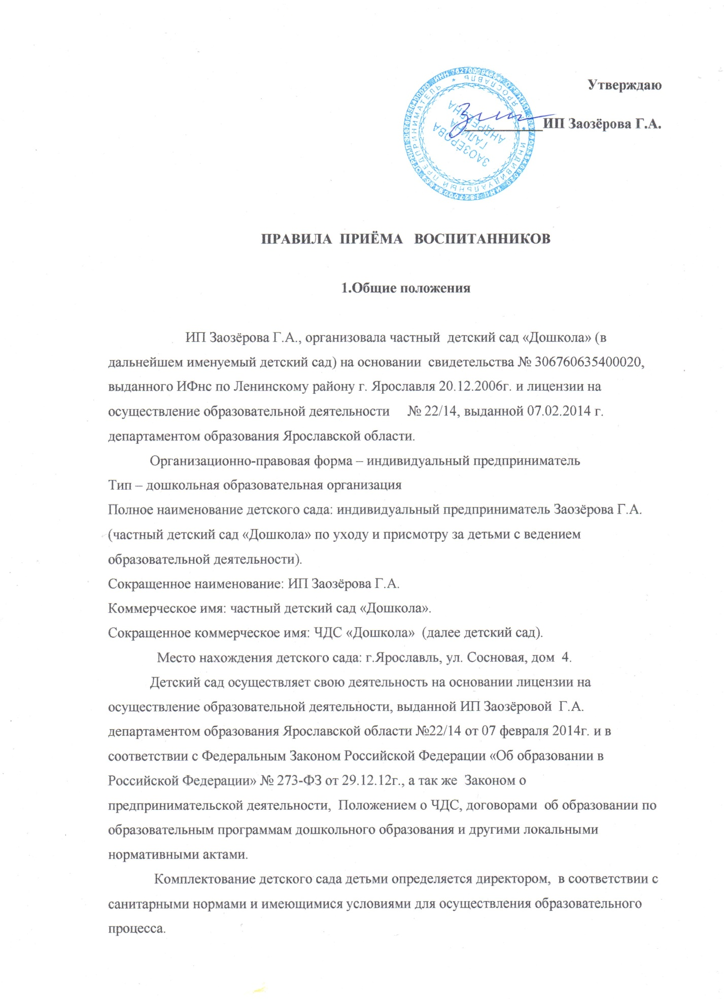 Утверждаю
ИП Заозёрова Г.А.
ИНДИВИДУАЛЬНЫЙ ПРЕДПРИНИМАТЕЛЬ * ЯРОСЛАВЛЬ *
ЗАОЗЁРОВА
ГАЛИНА
АНДРЕЕВНА
ПРАВИЛА ПРИЁМА ВОСПИТАННИКОВ
1.Общие положения
ИП Заозёрова Г.А., организовала частный детский сад «Дошкола» (в
дальнейшем именуемый детский сад) на основании свидетельства № 306760635400020,
выданного ИФнс по Ленинскому району г. Ярославля 20.12.2006г. и лицензии на
осуществление образовательной деятельности № 22/14, выданной 07.02.2014 г.
департаментом образования Ярославской области.
Организационно-правовая форма – индивидуальный предприниматель
Тип – дошкольная образовательная организация
Полное наименование детского сада: индивидуальный предприниматель Заозёрова Г.А.
(частный детский сад «Дошкола» по уходу и присмотру за детьми с ведением
образовательной деятельности).
Сокращенное наименование: ИП Заозёрова Г.А.
Коммерческое имя: частный детский сад «Дошкола».
Сокращенное коммерческое имя: ЧДС «Дошкола» (далее детский сад).
Место нахождения детского сада: г.Ярославль, ул. Сосновая, дом 4.
Детский сад осуществляет свою деятельность на основании лицензии на
осуществление образовательной деятельности, выданной ИП Заозёровой Г.А.
департаментом образования Ярославской области №22/14 от 07 февраля 2014г. и в
соответствии с Федеральным Законом Российской Федерации «Об образовании в
Российской Федерации» № 273-ФЗ от 29.12.12г., а так же Законом о
предпринимательской деятельности, Положением о ЧДС, договорами об образовании по
образовательным программам дошкольного образования и другими локальными
нормативными актами.
Комплектование детского сада детьми определяется директором, в соответствии с
санитарными нормами и имеющимися условиями для осуществления образовательного
процесса.